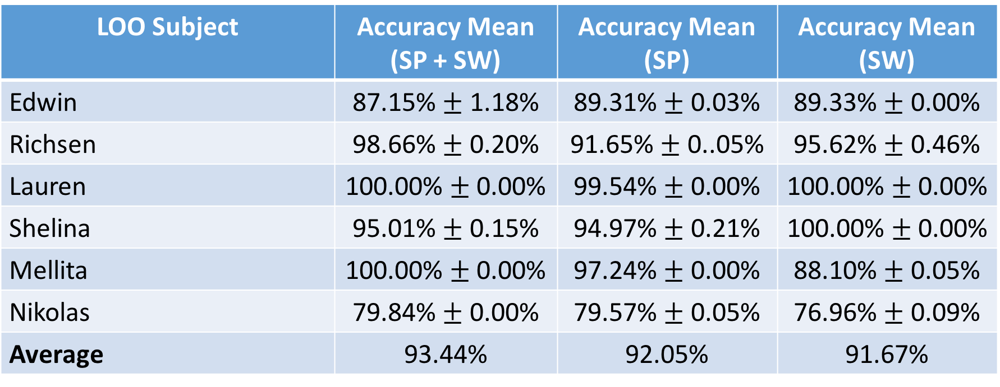 LOO Subject Accuracy Mean (SP + SW) Accuracy Mean (SP) Accuracy Mean (SW)
Edwin 87.15% ± 1.18% 89.31% ± 0.03% 89.33% ± 0.00%
Richsen 98.66% ± 0.20% 91.65% ± 0..05% 95.62% ± 0.46%
Lauren 100.00% ± 0.00% 99.54% ± 0.00% 100.00% ± 0.00%
Shelina 95.01% ± 0.15% 94.97% ± 0.21% 100.00% ± 0.00%
Mellita 100.00% ± 0.00% 97.24% ± 0.00% 88.10% ± 0.05%
Nikolas 79.84% ± 0.00% 79.57% ± 0.05% 76.96% ± 0.09%
Average 93.44% 92.05% 91.67%